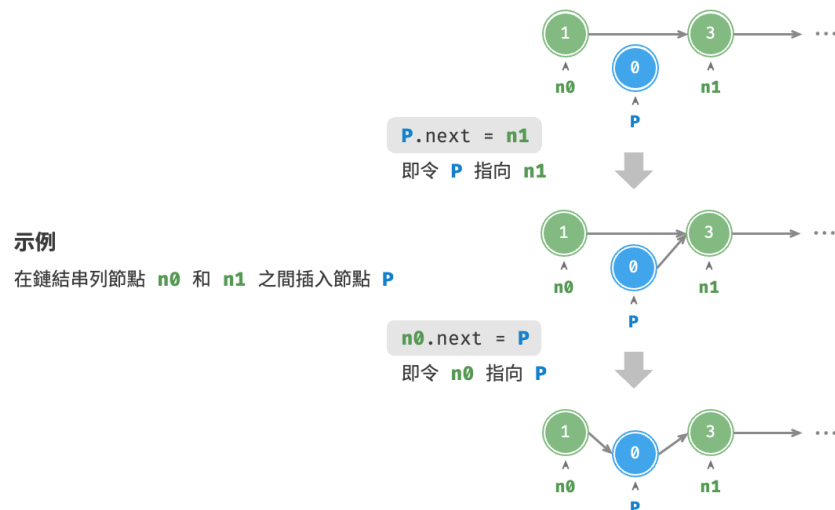 1 3 ...
0
n0 n1
P
P.next = n1
即令 P 指向 n1
1 3 ...
示例
0
在鏈結串列節點 n0 和 n1 之間插入節點 P
n0 n1
P
n0.next = P
即令 n0 指向 P
1 3 ...
0
n0 n1
P